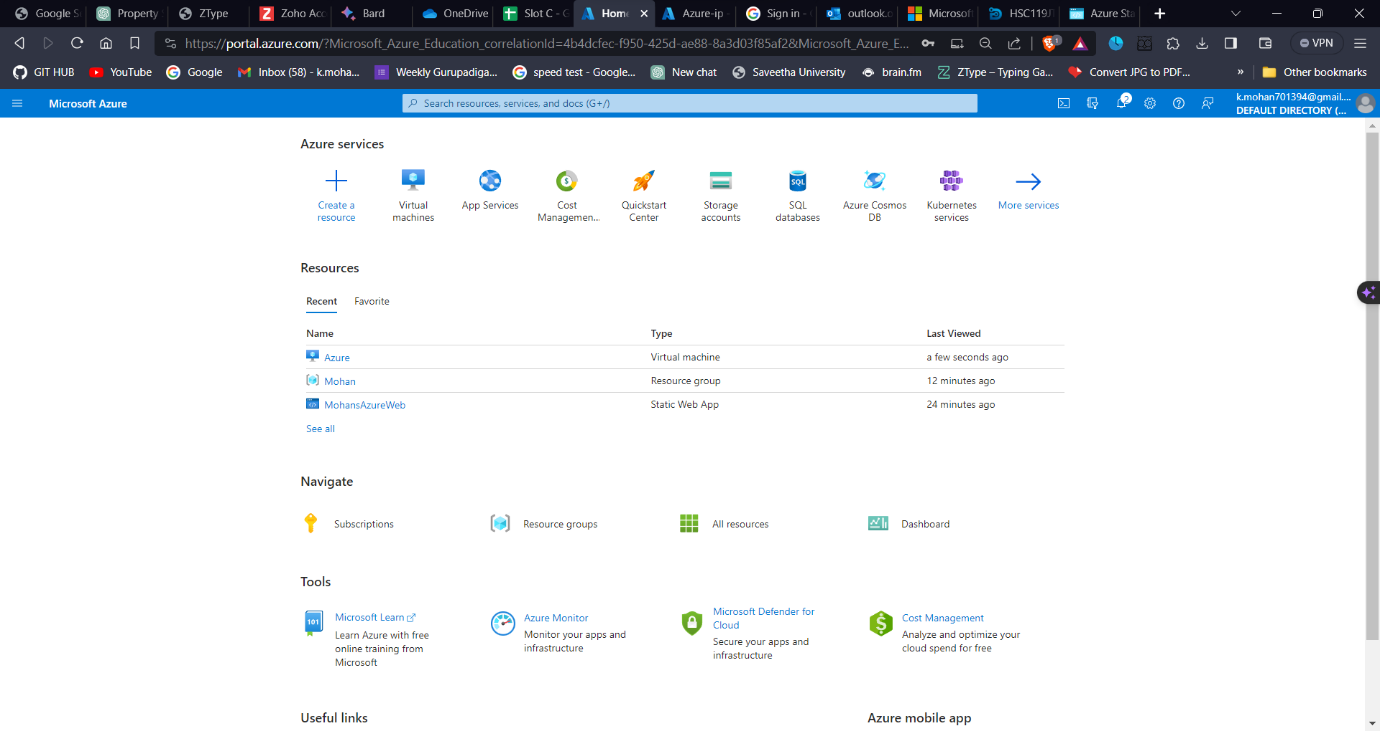 Google S
Property
ZType
Zoho Acc
Bard
OneDrive
Slot C - G
Home
Azure-ip
Sign in -
outlook.o
Microsoft
HSC119J
Azure Sta
https://portal.azure.com/?Microsoft_Azure_Education_correlationId=4b4dcfec-f950-425d-ae88-8a3d03f85af2&Microsoft_Azure_E...
1
VPN
GIT HUB
YouTube
Google
Inbox (58) - k.moha...
Weekly Gurupadiga...
speed test - Google...
New chat
Saveetha University
brain.fm
ZType – Typing Ga...
Convert JPG to PDF...
»
Other bookmarks
Microsoft Azure
Search resources, services, and docs (G+/)
2
k.mohan701394@gmail....
DEFAULT DIRECTORY (...
Azure services
Create a
resource
Virtual
machines
App Services
Cost
Managemen...
Quickstart
Center
Storage
accounts
SQL
SQL
databases
Azure Cosmos
DB
Kubernetes
services
More services
Resources
Recent
Favorite
Name Type Last Viewed
Azure Virtual machine a few seconds ago
Mohan Resource group 12 minutes ago
MohansAzureWeb Static Web App 24 minutes ago
See all
Navigate
Subscriptions
Resource groups
All resources
Dashboard
Tools
101
Microsoft Learn
Learn Azure with free
online training from
Microsoft
Azure Monitor
Monitor your apps and
infrastructure
Microsoft Defender for
Cloud
Secure your apps and
infrastructure
Cost Management
Analyze and optimize your
cloud spend for free
Useful links
Azure mobile app